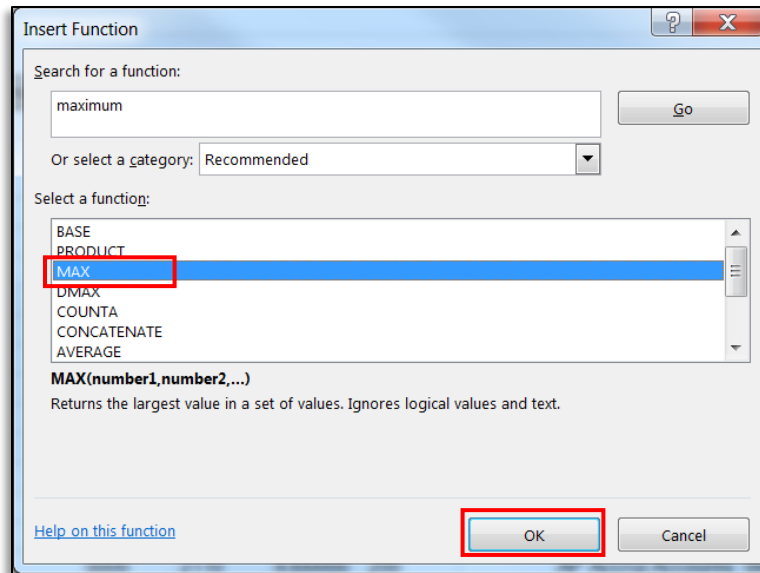 Insert Function
Search for a function:
maximum
Go
Or select a category: Recommended
Select a function:
BASE
PRODUCT
MAX
DMAX
COUNTA
CONCATENATE
AVERAGE
MAX(number1,number2,...)
Returns the largest value in a set of values. Ignores logical values and text.
Help on this function
OK
Cancel